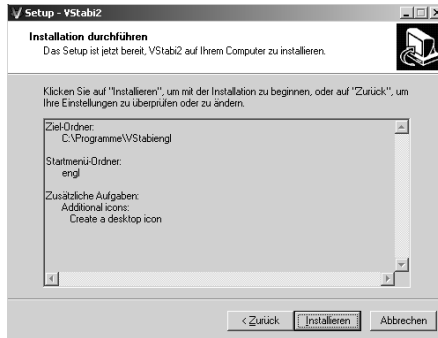 Setup - VStabi2
Installation durchführen
Das Setup ist jetzt bereit, VStabi2 auf Ihrem Computer zu installieren.
Klicken Sie auf "Installieren", um mit der Installation zu beginnen, oder auf "Zurück", um
Ihre Einstellungen zu überprüfen oder zu ändern.
Ziel-Ordner:
C:\Programme\VStabiengl
Startmenü-Ordner:
engl
Zusätzliche Aufgaben:
Additional icons:
Create a desktop icon
< Zurück Installieren Abbrechen